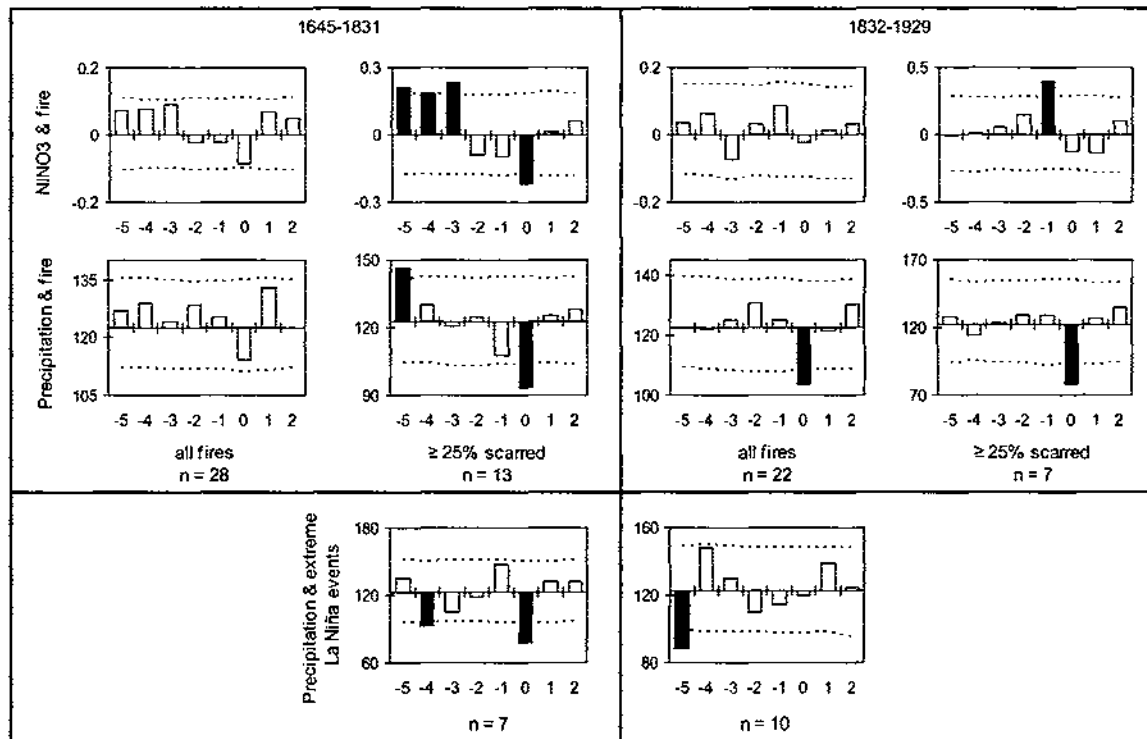 1645-1831
1832-1929
NINO3 & fire
0.2
0
-0.2
-5 -4 -3 -2 -1 0 1 2
0.3
0
-0.3
-5 -4 -3 -2 -1 0 1 2
0.2
0
-0.2
-5 -4 -3 -2 -1 0 1 2
0.5
0
-0.5
-5 -4 -3 -2 -1 0 1 2
Precipitation & fire
135
120
105
-5 -4 -3 -2 -1 0 1 2
all fires
n = 28
150
120
90
-5 -4 -3 -2 -1 0 1 2
≥ 25% scarred
n = 13
140
120
100
-5 -4 -3 -2 -1 0 1 2
all fires
n = 22
170
120
70
-5 -4 -3 -2 -1 0 1 2
≥ 25% scarred
n = 7
Precipitation & extreme
La Niña events
180
120
60
-5 -4 -3 -2 -1 0 1 2
n = 7
160
120
80
-5 -4 -3 -2 -1 0 1 2
n = 10